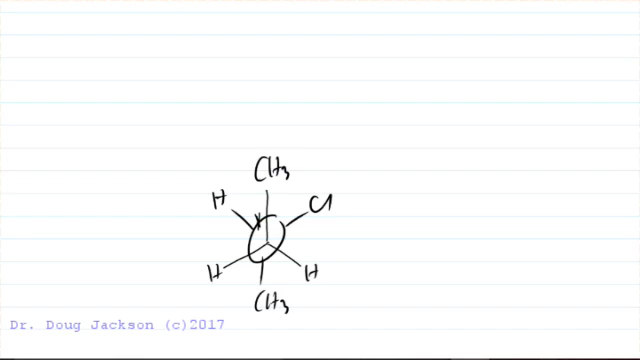 CH3
H Cl
H H
CH3
Dr. Doug Jackson (c)2017